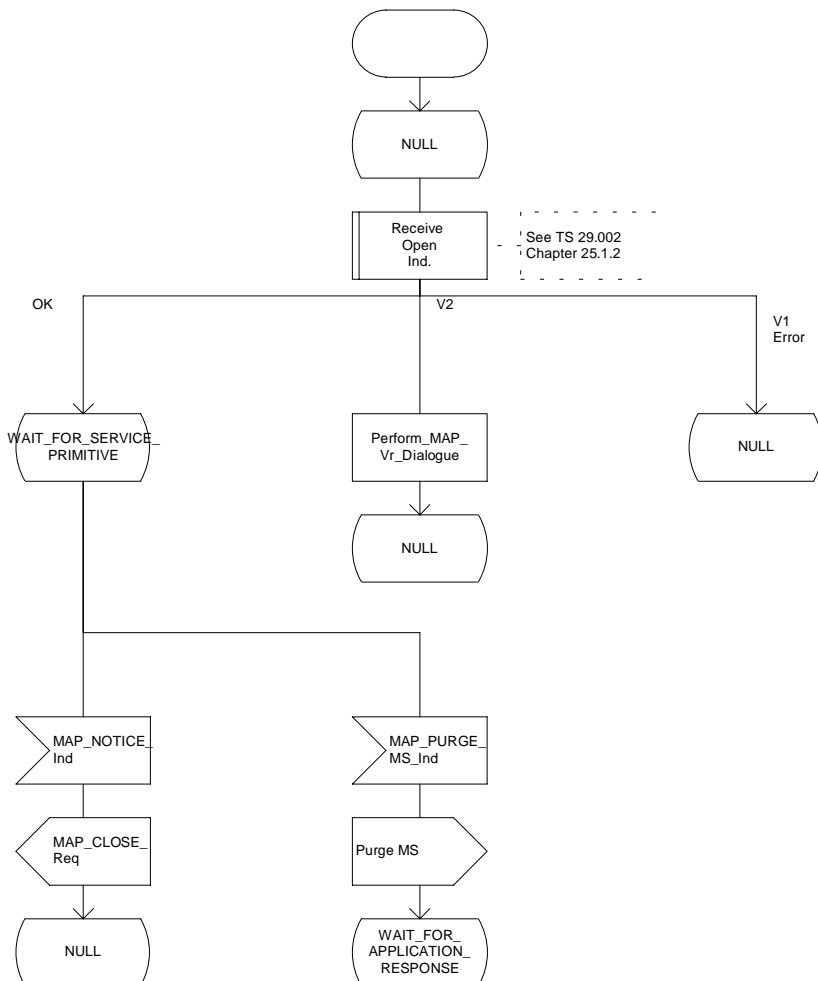 NULL
Receive
Open
Ind.
See TS 29.002
Chapter 25.1.2
OK
V2
V1
Error
WAIT_FOR_SERVICE_
PRIMITIVE
Perform_MAP_
Vr_Dialogue
NULL
NULL
MAP_NOTICE_
Ind
MAP_PURGE_
MS_Ind
MAP_CLOSE_
Req
Purge MS
NULL
WAIT_FOR_
APPLICATION_
RESPONSE